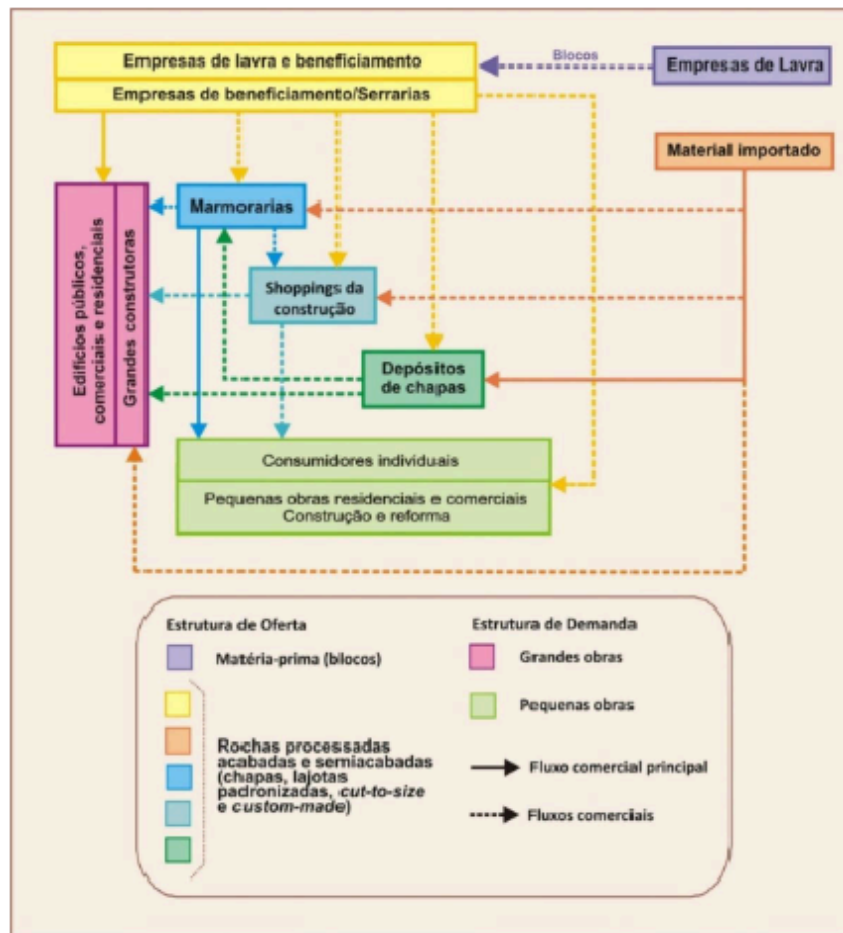 Empresas de lavra e beneficiamento
Empresas de beneficiamento/Serrarias
Blocos
Empresas de Lavra
Materiall importado
Edifícios públicos,
comerciais e residenciais
Grandes construtoras
Marmorarias
Shoppings da
construção
Depósitos
de chapas
Consumidores individuais
Pequenas obras residenciais e comerciais
Construção e reforma
Estrutura de Oferta
Matéria-prima (bilocos)
Rochas processadas
acabadas e semiacabadas
(chapas, lajotas
padronizadas, cut-to-size
e custom-made)
Estrutura de Demanda
Grandes obras
Pequenas obras
Fluxo comercial principal
Fluxos comerciais